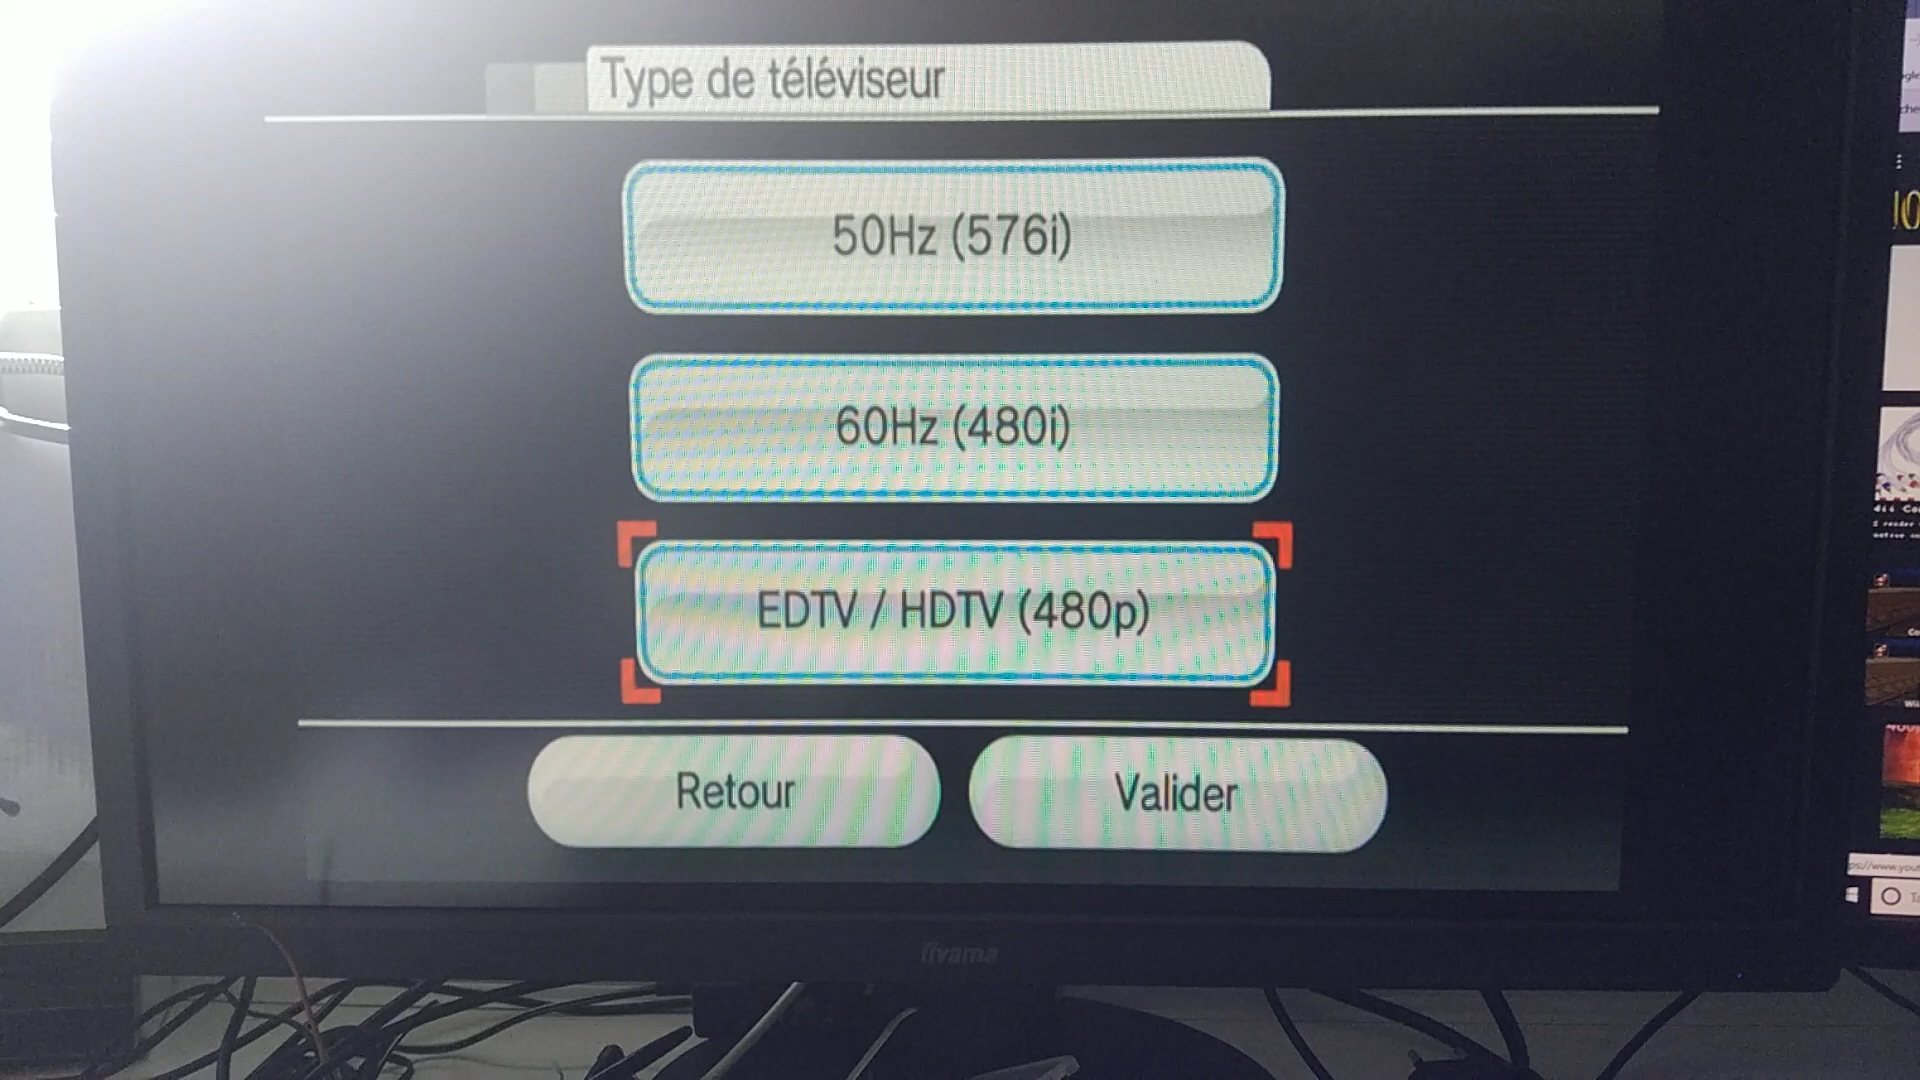 Type de téléviseur
50Hz (576i)
60Hz (480i)
EDTV / HDTV (480p)
Retour
Valider
iiyama